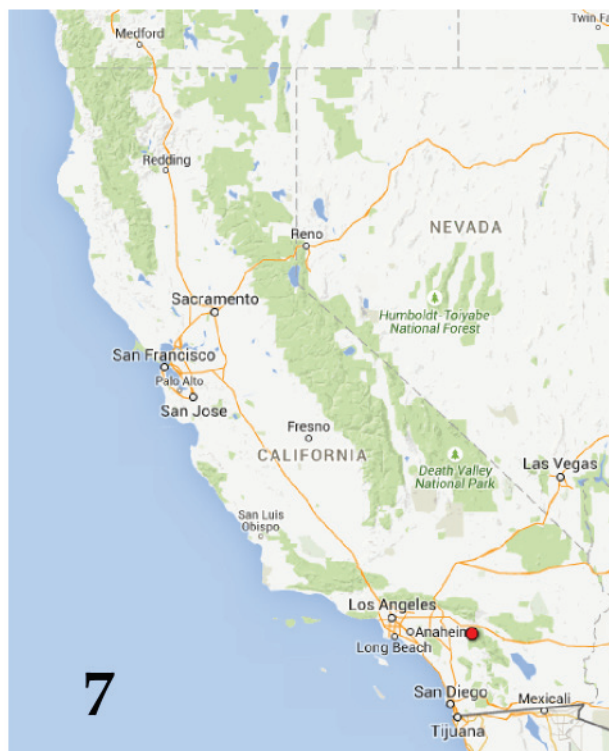 Medford
Twin Fa
Redding
Reno
NEVADA
Sacramento
Humboldt-Toiyabe
National Forest
San Francisco
Palo Alto
San Jose
Fresno
CALIFORNIA
Las Vegas
Death Valley
National Park
San Luis
Obispo
Los Angeles
Anaheim
Long Beach
7
San Diego
Mexicali
Tijuana